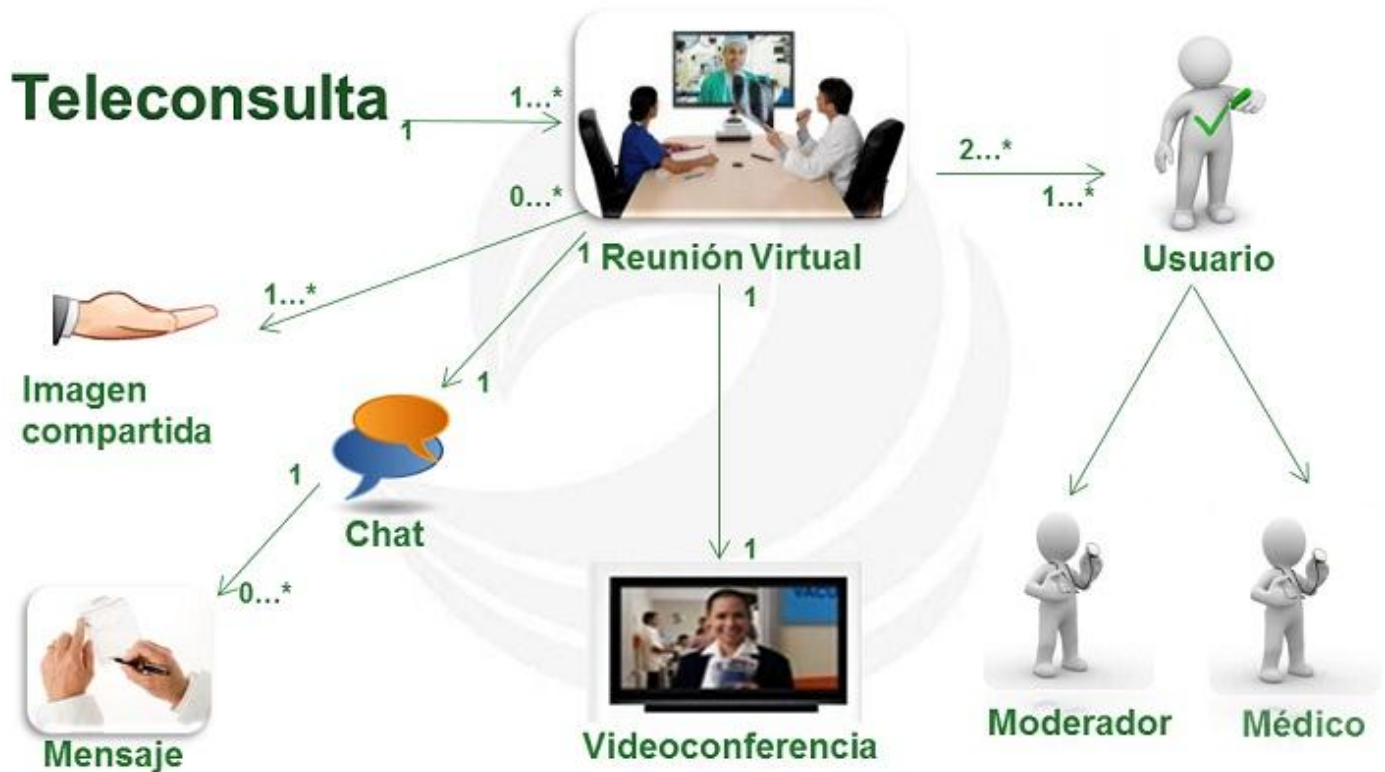 Teleconsulta
1
1...*
0...*
1...*
1
Reunión Virtual
2...*
1...*
Usuario
1
Imagen
compartida
1
Chat
1
0...*
Mensaje
1
VACU
Videoconferencia
Moderador
Médico